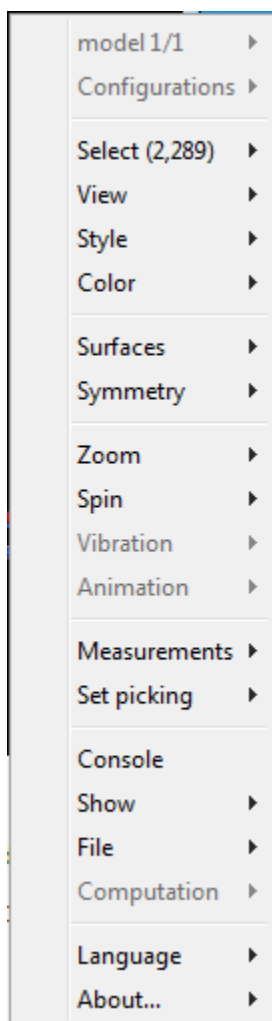 model 1/1
Configurations
Select (2,289)
View
Style
Color
Surfaces
Symmetry
Zoom
Spin
Vibration
Animation
Measurements
Set picking
Console
Show
File
Computation
Language
About...